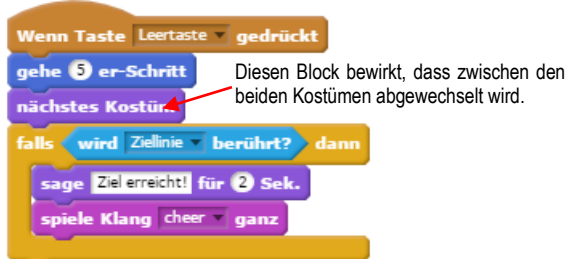 Wenn Taste Leertaste gedrückt
gehe 5 er-Schritt
Diesen Block bewirkt, dass zwischen den
beiden Kostümen abgewechselt wird.
nächstes Kostüm
falls wird Ziellinie berührt? dann
sage Ziel erreicht! für 2 Sek.
spiele Klang cheer ganz